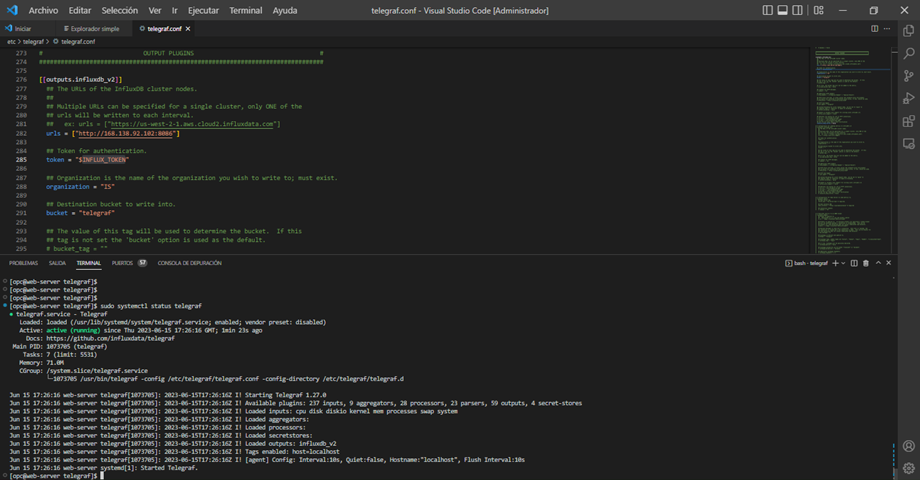 Archivo Editar Selección Ver Ir Ejecutar Terminal Ayuda telegraf.conf - Visual Studio Code [Administrador]
Iniciar Explorador simple telegraf.conf
etc > telegraf > telegraf.conf
273 # OUTPUT PLUGINS #
274 ###############################################################################
275
276 [[outputs.influxdb_v2]]
277 ## The URLs of the InfluxDB cluster nodes.
278 ##
279 ## Multiple URLs can be specified for a single cluster, only ONE of the
280 ## urls will be written to each interval.
281 ## ex: urls = ["https://us-west-2-1.aws.cloud2.influxdata.com"]
282 urls = ["http://168.138.92.102:8086"]
283
284 ## Token for authentication.
285 token = "$INFLUX_TOKEN"
286
287 ## Organization is the name of the organization you wish to write to; must exist.
288 organization = "IS"
289
290 ## Destination bucket to write into.
291 bucket = "telegraf"
292
293 ## The value of this tag will be used to determine the bucket. If this
294 ## tag is not set the 'bucket' option is used as the default.
295 # bucket_tag = ""
PROBLEMAS SALIDA TERMINAL PUERTOS 57 CONSOLA DE DEPURACIÓN bash - telegraf
[opc@web-server telegraf]$
[opc@web-server telegraf]$
[opc@web-server telegraf]$
[opc@web-server telegraf]$ sudo systemctl status telegraf
● telegraf.service - Telegraf
Loaded: loaded (/usr/lib/systemd/system/telegraf.service; enabled; vendor preset: disabled)
Active: active (running) since Thu 2023-06-15 17:26:16 GMT; 1min 23s ago
Docs: https://github.com/influxdata/telegraf
Main PID: 1073705 (telegraf)
Tasks: 7 (limit: 5531)
Memory: 71.0M
CGroup: /system.slice/telegraf.service
└─1073705 /usr/bin/telegraf -config /etc/telegraf/telegraf.conf -config-directory /etc/telegraf/telegraf.d
Jun 15 17:26:16 web-server telegraf[1073705]: 2023-06-15T17:26:16Z I! Starting Telegraf 1.27.0
Jun 15 17:26:16 web-server telegraf[1073705]: 2023-06-15T17:26:16Z I! Available plugins: 237 inputs, 9 aggregators, 28 processors, 23 parsers, 59 outputs, 4 secret-stores
Jun 15 17:26:16 web-server telegraf[1073705]: 2023-06-15T17:26:16Z I! Loaded inputs: cpu disk diskio kernel mem processes swap system
Jun 15 17:26:16 web-server telegraf[1073705]: 2023-06-15T17:26:16Z I! Loaded aggregators:
Jun 15 17:26:16 web-server telegraf[1073705]: 2023-06-15T17:26:16Z I! Loaded processors:
Jun 15 17:26:16 web-server telegraf[1073705]: 2023-06-15T17:26:16Z I! Loaded secretstores:
Jun 15 17:26:16 web-server telegraf[1073705]: 2023-06-15T17:26:16Z I! Loaded outputs: influxdb_v2
Jun 15 17:26:16 web-server telegraf[1073705]: 2023-06-15T17:26:16Z I! Tags enabled: host=localhost
Jun 15 17:26:16 web-server telegraf[1073705]: 2023-06-15T17:26:16Z I! [agent] Config: Interval:10s, Quiet:false, Hostname:"localhost", Flush Interval:10s
Jun 15 17:26:16 web-server systemd[1]: Started Telegraf.
[opc@web-server telegraf]$